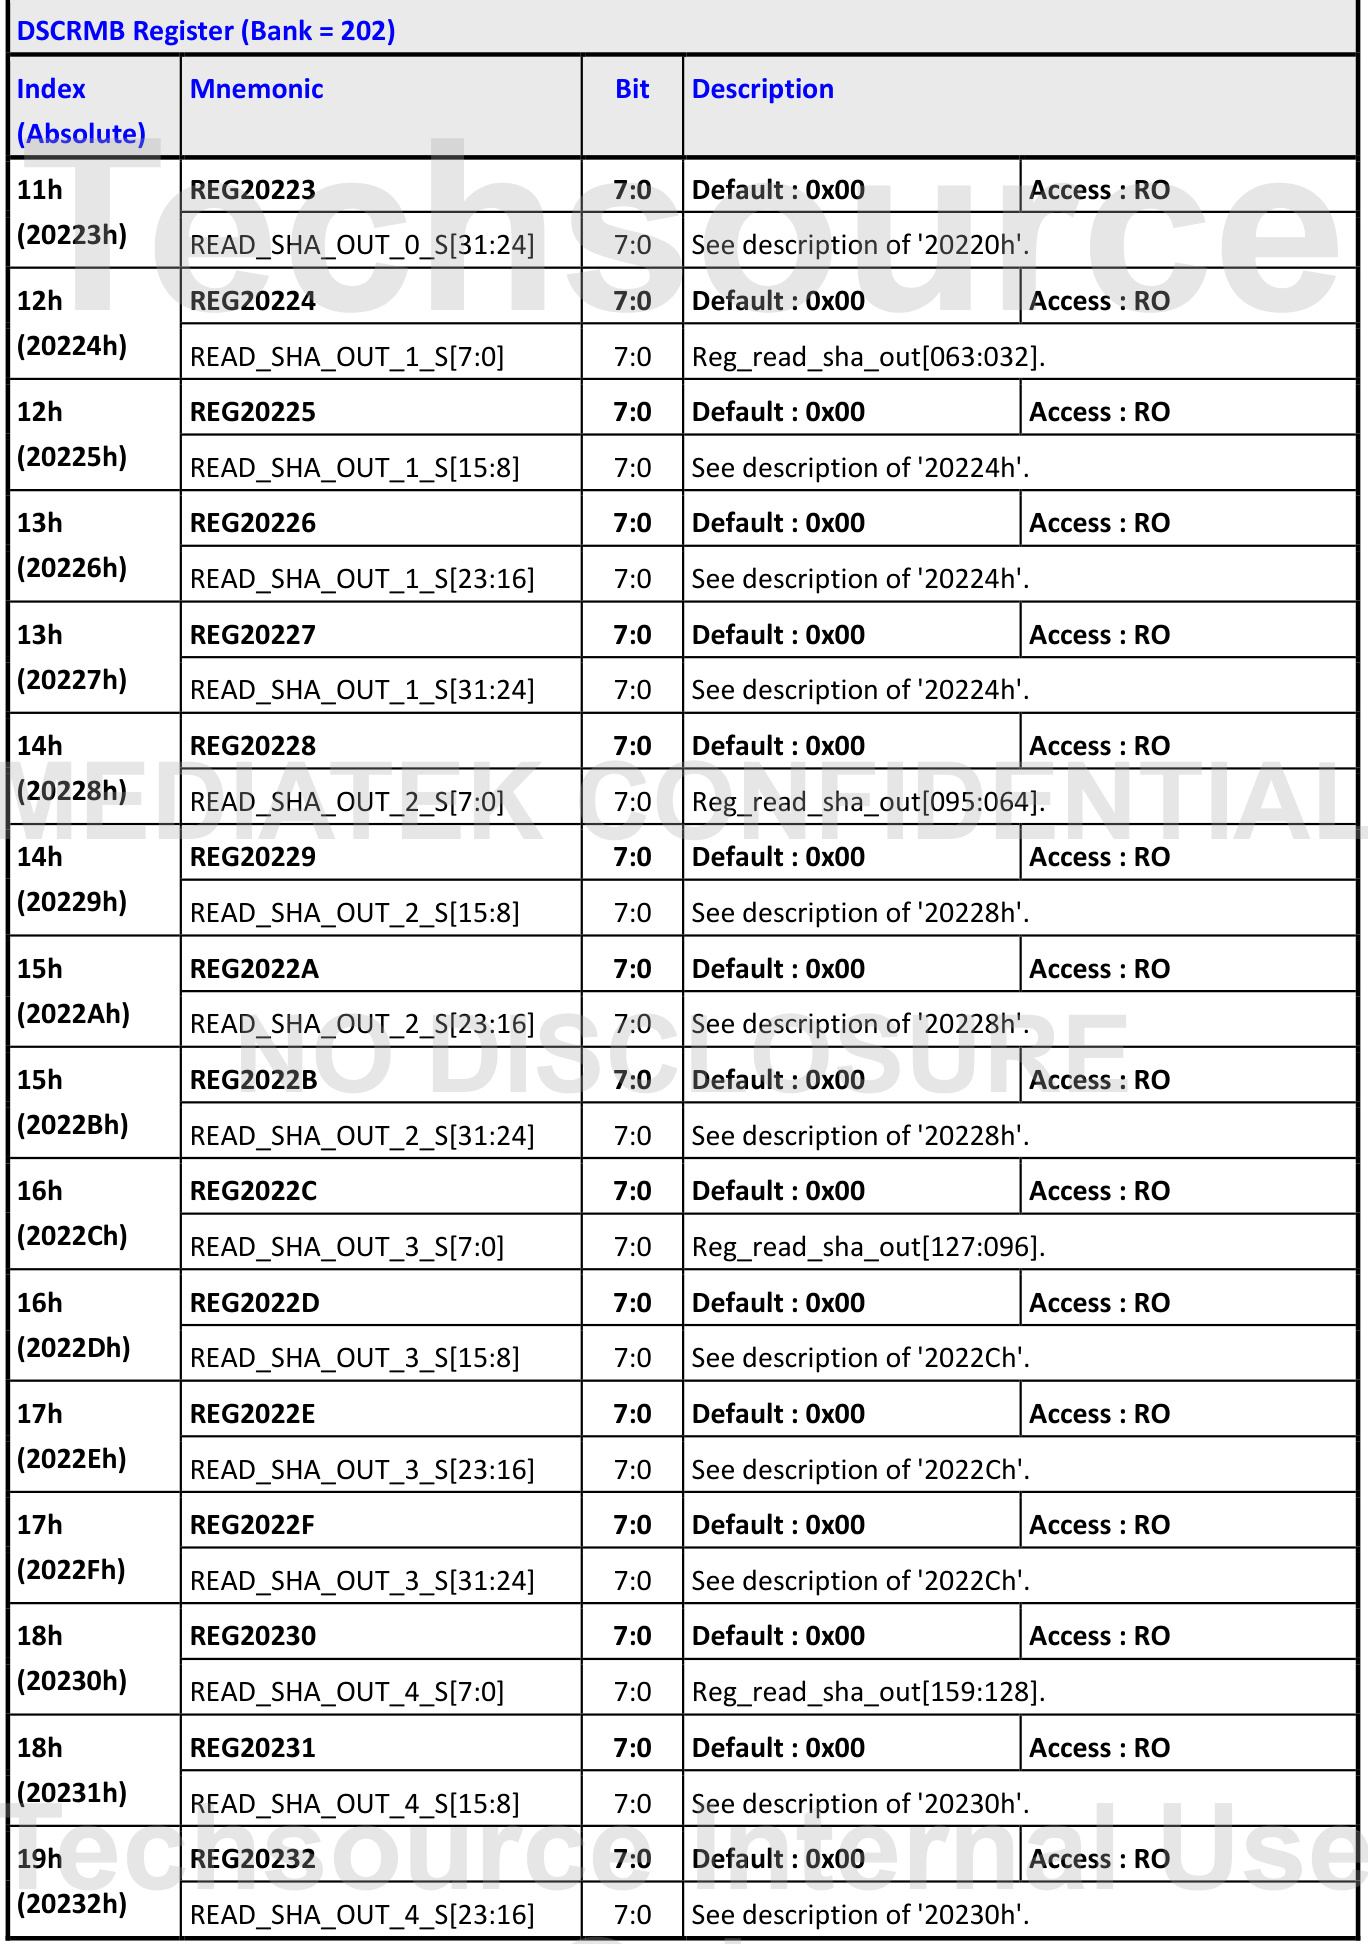 DSCRMB Register (Bank = 202)
Index (Absolute) Mnemonic Bit Description
11h (20223h) REG20223 7:0 Default : 0x00 Access : RO
READ_SHA_OUT_0_S[31:24] 7:0 See description of '20220h'.
12h (20224h) REG20224 7:0 Default : 0x00 Access : RO
READ_SHA_OUT_1_S[7:0] 7:0 Reg_read_sha_out[063:032].
12h (20225h) REG20225 7:0 Default : 0x00 Access : RO
READ_SHA_OUT_1_S[15:8] 7:0 See description of '20224h'.
13h (20226h) REG20226 7:0 Default : 0x00 Access : RO
READ_SHA_OUT_1_S[23:16] 7:0 See description of '20224h'.
13h (20227h) REG20227 7:0 Default : 0x00 Access : RO
READ_SHA_OUT_1_S[31:24] 7:0 See description of '20224h'.
14h (20228h) REG20228 7:0 Default : 0x00 Access : RO
READ_SHA_OUT_2_S[7:0] 7:0 Reg_read_sha_out[095:064].
14h (20229h) REG20229 7:0 Default : 0x00 Access : RO
READ_SHA_OUT_2_S[15:8] 7:0 See description of '20228h'.
15h (2022Ah) REG2022A 7:0 Default : 0x00 Access : RO
READ_SHA_OUT_2_S[23:16] 7:0 See description of '20228h'.
15h (2022Bh) REG2022B 7:0 Default : 0x00 Access : RO
READ_SHA_OUT_2_S[31:24] 7:0 See description of '20228h'.
16h (2022Ch) REG2022C 7:0 Default : 0x00 Access : RO
READ_SHA_OUT_3_S[7:0] 7:0 Reg_read_sha_out[127:096].
16h (2022Dh) REG2022D 7:0 Default : 0x00 Access : RO
READ_SHA_OUT_3_S[15:8] 7:0 See description of '2022Ch'.
17h (2022Eh) REG2022E 7:0 Default : 0x00 Access : RO
READ_SHA_OUT_3_S[23:16] 7:0 See description of '2022Ch'.
17h (2022Fh) REG2022F 7:0 Default : 0x00 Access : RO
READ_SHA_OUT_3_S[31:24] 7:0 See description of '2022Ch'.
18h (20230h) REG20230 7:0 Default : 0x00 Access : RO
READ_SHA_OUT_4_S[7:0] 7:0 Reg_read_sha_out[159:128].
18h (20231h) REG20231 7:0 Default : 0x00 Access : RO
READ_SHA_OUT_4_S[15:8] 7:0 See description of '20230h'.
19h (20232h) REG20232 7:0 Default : 0x00 Access : RO
READ_SHA_OUT_4_S[23:16] 7:0 See description of '20230h'.
Techsource
MEDIATEK CONFIDENTIAL
NO DISCLOSURE
Techsource Internal Use